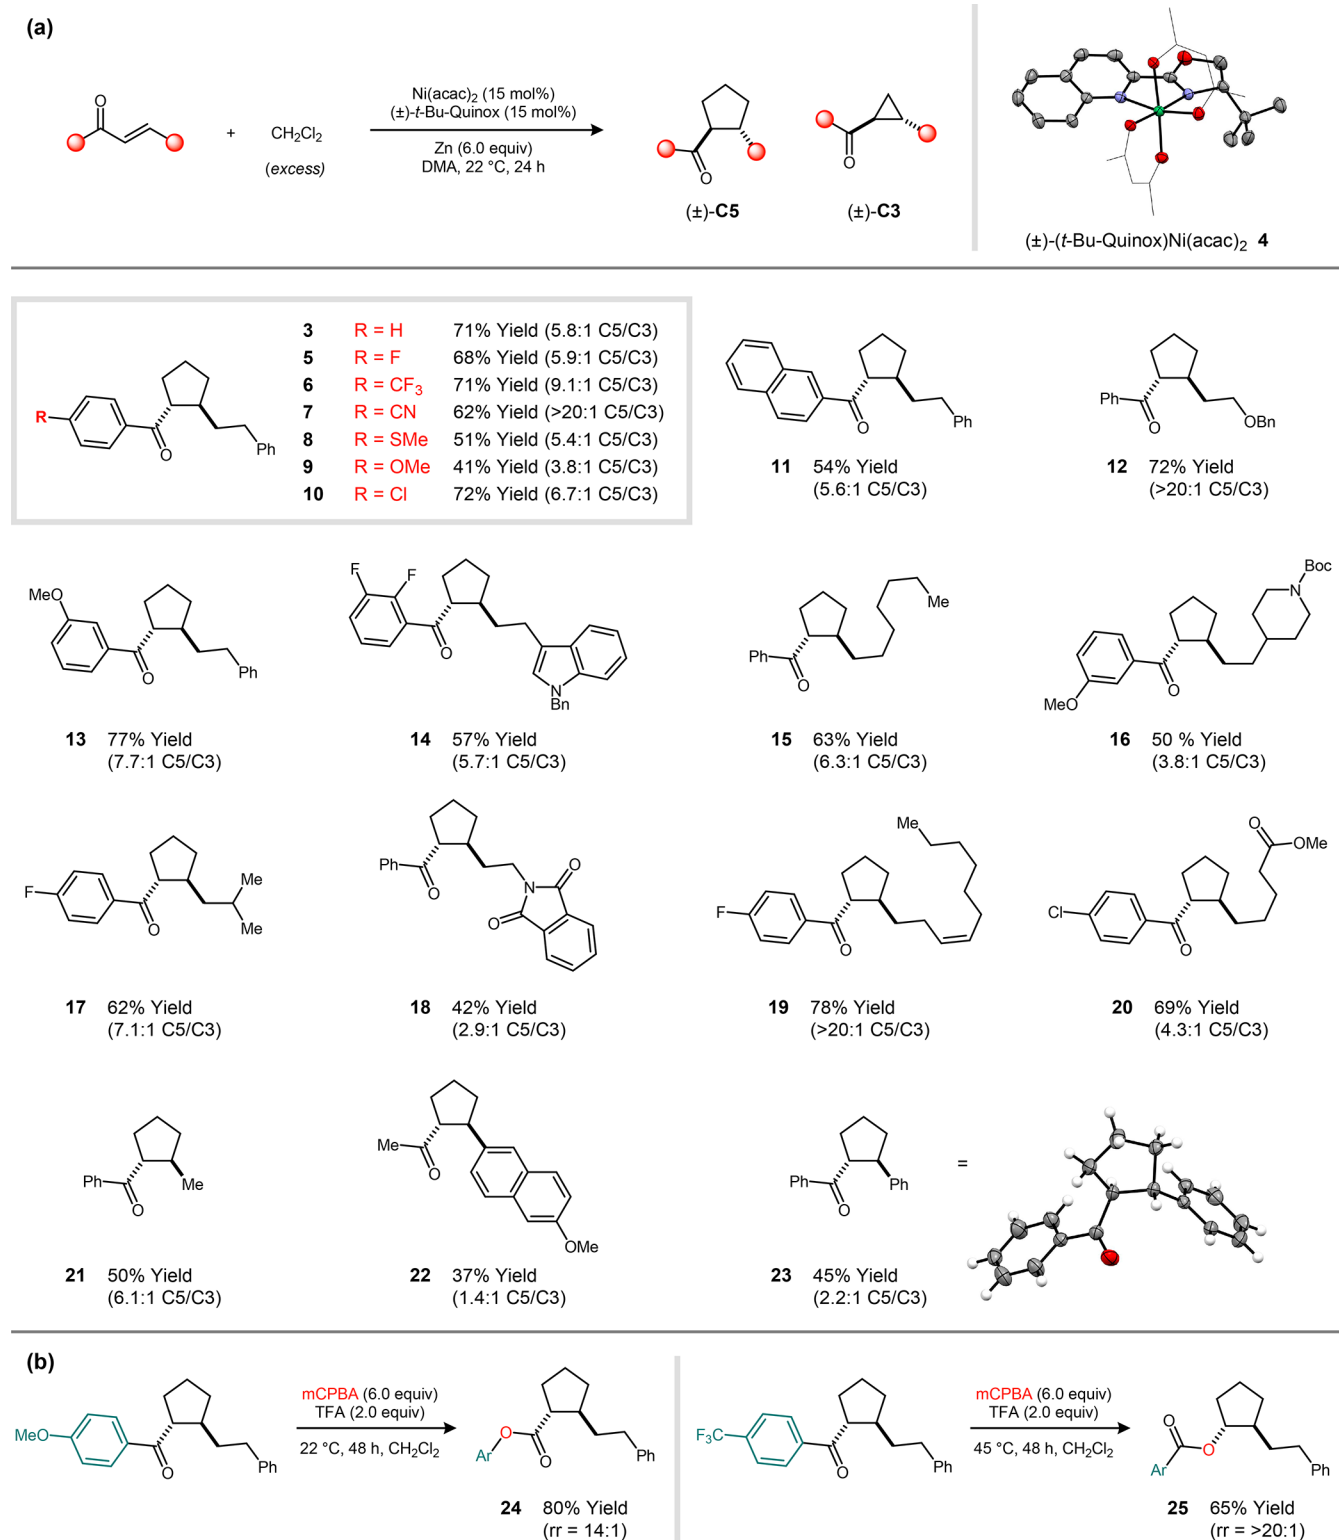 (a)
O
+
CH2Cl2
(excess)
Ni(acac)2 (15 mol%)
(±)-t-Bu-Quinox (15 mol%)
Zn (6.0 equiv)
DMA, 22 °C, 24 h
O
(±)-C5
O
(±)-C3
(±)-(t-Bu-Quinox)Ni(acac)2 4
R
O
Ph
3 R = H 71% Yield (5.8:1 C5/C3)
5 R = F 68% Yield (5.9:1 C5/C3)
6 R = CF3 71% Yield (9.1:1 C5/C3)
7 R = CN 62% Yield (>20:1 C5/C3)
8 R = SMe 51% Yield (5.4:1 C5/C3)
9 R = OMe 41% Yield (3.8:1 C5/C3)
10 R = Cl 72% Yield (6.7:1 C5/C3)
O
Ph
11 54% Yield
(5.6:1 C5/C3)
Ph
O
OBn
12 72% Yield
(>20:1 C5/C3)
MeO
O
Ph
13 77% Yield
(7.7:1 C5/C3)
F
F
O
N
Bn
14 57% Yield
(5.7:1 C5/C3)
Me
Ph
O
15 63% Yield
(6.3:1 C5/C3)
Boc
N
O
MeO
16 50 % Yield
(3.8:1 C5/C3)
F
O
Me
Me
17 62% Yield
(7.1:1 C5/C3)
Ph
O
N
O
O
18 42% Yield
(2.9:1 C5/C3)
Me
F
O
19 78% Yield
(>20:1 C5/C3)
O
OMe
Cl
O
20 69% Yield
(4.3:1 C5/C3)
Ph
O
Me
21 50% Yield
(6.1:1 C5/C3)
Me
O
OMe
22 37% Yield
(1.4:1 C5/C3)
Ph
O
Ph
=
23 45% Yield
(2.2:1 C5/C3)
(b)
MeO
O
Ph
mCPBA (6.0 equiv)
TFA (2.0 equiv)
22 °C, 48 h, CH2Cl2
Ar
O
O
Ph
24 80% Yield
(rr = 14:1)
F3C
O
Ph
mCPBA (6.0 equiv)
TFA (2.0 equiv)
45 °C, 48 h, CH2Cl2
O
Ar
O
Ph
25 65% Yield
(rr = >20:1)